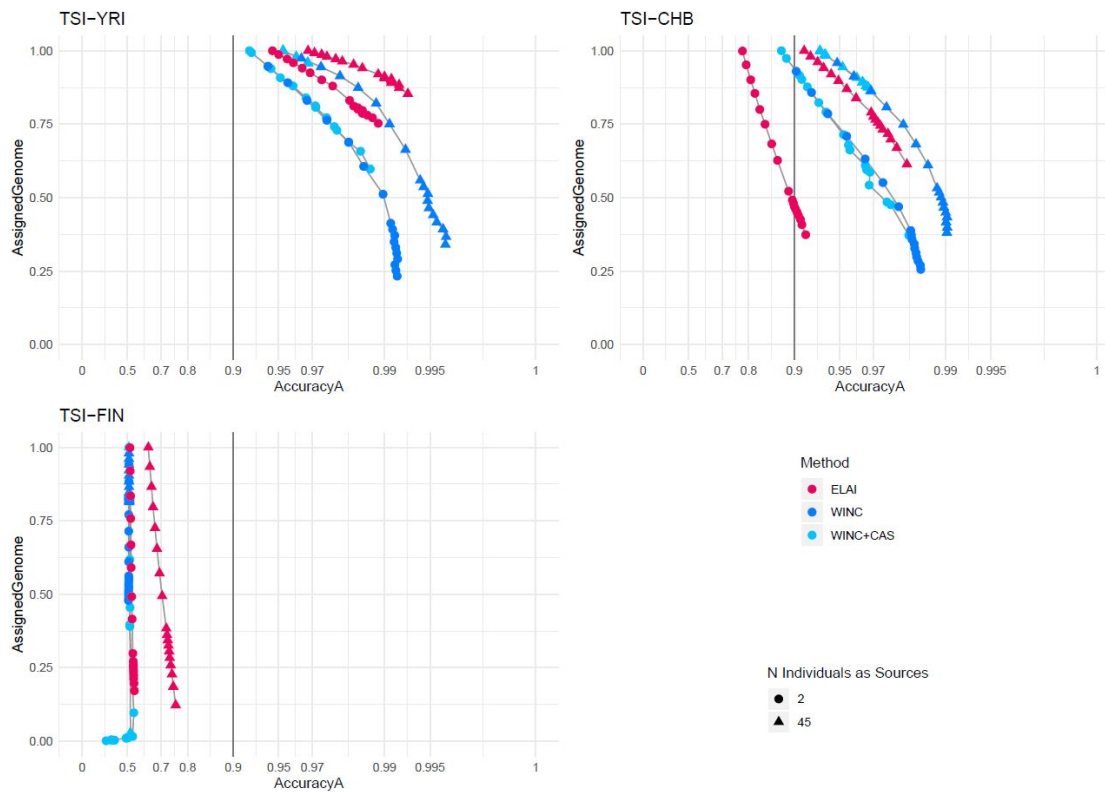 TSI−YRI
TSI−CHB
1.00
0.75
0.50
0.25
0.00
AssignedGenome
0 0.5 0.7 0.8 0.9 0.95 0.97 0.99 0.995 1
AccuracyA
1.00
0.75
0.50
0.25
0.00
AssignedGenome
0 0.5 0.7 0.8 0.9 0.95 0.97 0.99 0.995 1
AccuracyA
TSI−FIN
1.00
0.75
0.50
0.25
0.00
AssignedGenome
0 0.5 0.7 0.8 0.9 0.95 0.97 0.99 0.995 1
AccuracyA
Method
ELAI
WINC
WINC+CAS
N Individuals as Sources
2
45